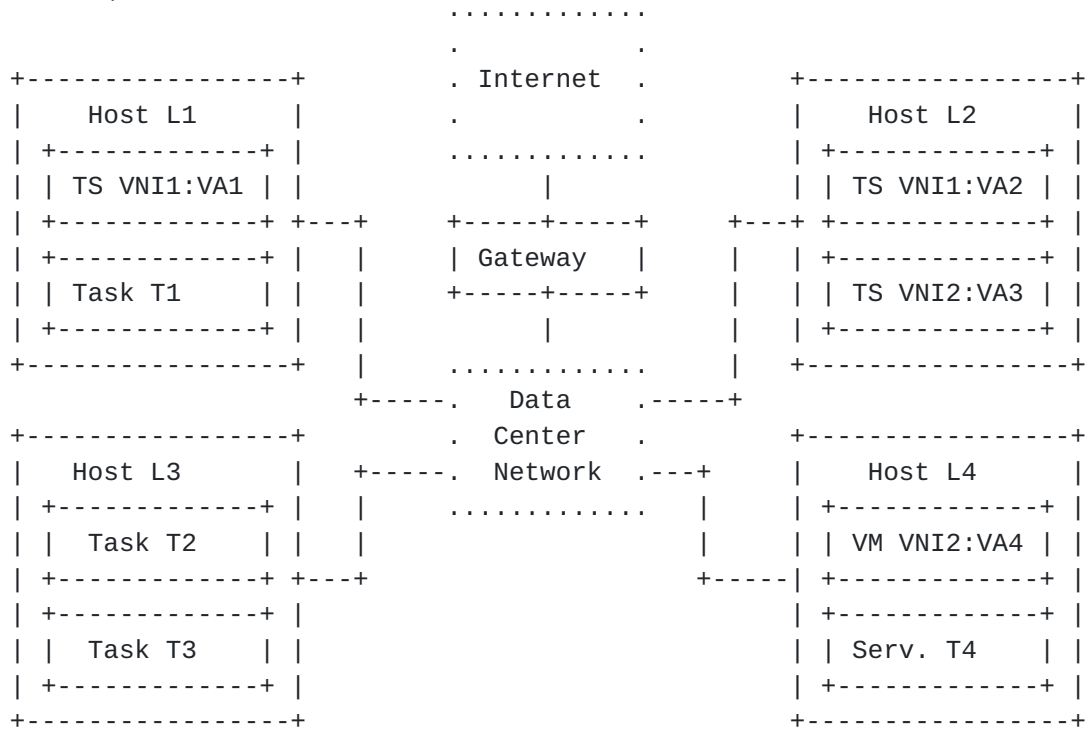 Internet
Host L1 Host L2
TS VNI1:VA1 TS VNI1:VA2
Gateway
Task T1 TS VNI2:VA3
Data
Center
Host L3 Network Host L4
Task T2 VM VNI2:VA4
Task T3 Serv. T4